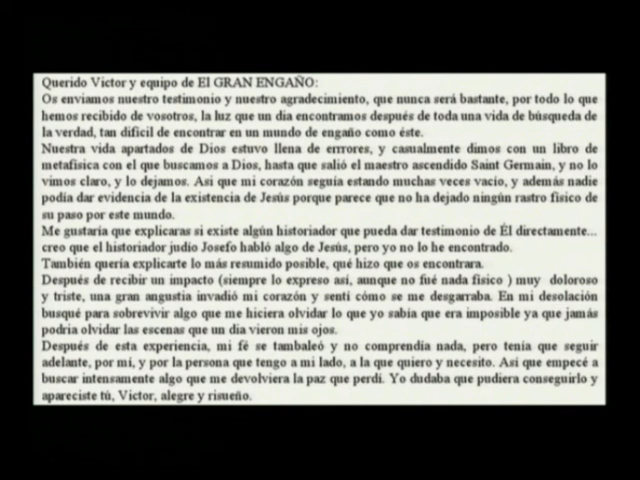 Querido Victor y equipo de El GRAN ENGAÑO:
Os enviamos nuestro testimonio y nuestro agradecimiento, que nunca será bastante, por todo lo que
hemos recibido de vosotros, la luz que un día encontramos después de toda una vida de búsqueda de
la verdad, tan dificil de encontrar en un mundo de engaño como éste.
Nuestra vida apartados de Dios estuvo llena de errrores, y casualmente dimos con un libro de
metafisica con el que buscamos a Dios, hasta que salió el maestro ascendido Saint Germain, y no lo
vimos claro, y lo dejamos. Asi que mi corazón seguía estando muchas veces vacio, y además nadie
podía dar evidencia de la existencia de Jesús porque parece que no ha dejado ningún rastro fisico de
su paso por este mundo.
Me gustaría que explicaras si existe algún historiador que pueda dar testimonio de Él directamente...
creo que el historiador judio Josefo habló algo de Jesús, pero yo no lo he encontrado.
También quería explicarte lo más resumido posible, qué hizo que os encontrara.
Después de recibir un impacto (siempre lo expreso así, aunque no fué nada fisico ) muy doloroso
y triste, una gran angustia invadió mi corazón y sentí cómo se me desgarraba. En mi desolación
busqué para sobrevivir algo que me hiciera olvidar lo que yo sabia que era imposible ya que jamás
podría olvidar las escenas que un dia vieron mis ojos.
Después de esta experiencia, mi fé se tambaleó y no comprendía nada, pero tenía que seguir
adelante, por mí, y por la persona que tengo a mi lado, a la que quiero y necesito. Asi que empecé a
buscar intensamente algo que me devolviera la paz que perdi. Yo dudaba que pudiera conseguirlo y
apareciste tú, Victor, alegre y risueño.